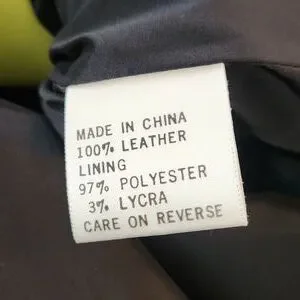 MADE IN CHINA
100% LEATHER
LINING
97% POLYESTER
3% LYCRA
CARE ON REVERSE